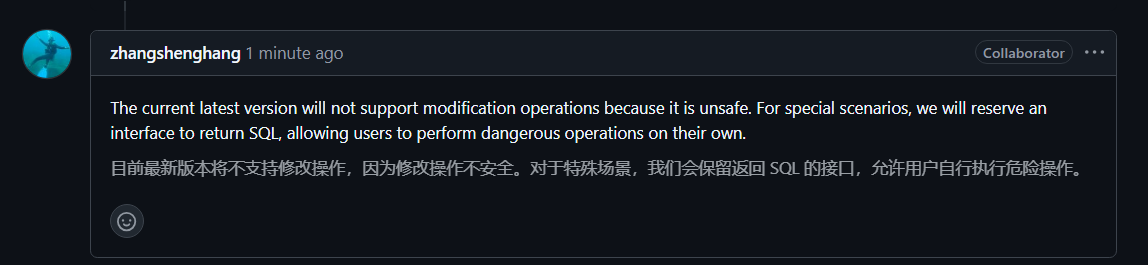 zhangshenghang 1 minute ago
Collaborator
The current latest version will not support modification operations because it is unsafe. For special scenarios, we will reserve an
interface to return SQL, allowing users to perform dangerous operations on their own.
目前最新版本将不支持修改操作，因为修改操作不安全。对于特殊场景，我们会保留返回 SQL 的接口，允许用户自行执行危险操作。